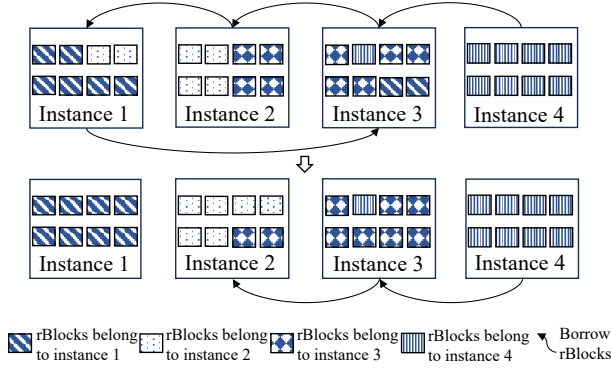 Instance 1
Instance 2
Instance 3
Instance 4
Instance 1
Instance 2
Instance 3
Instance 4
rBlocks belong
to instance 1
rBlocks belong
to instance 2
rBlocks belong
to instance 3
rBlocks belong
to instance 4
Borrow
rBlocks